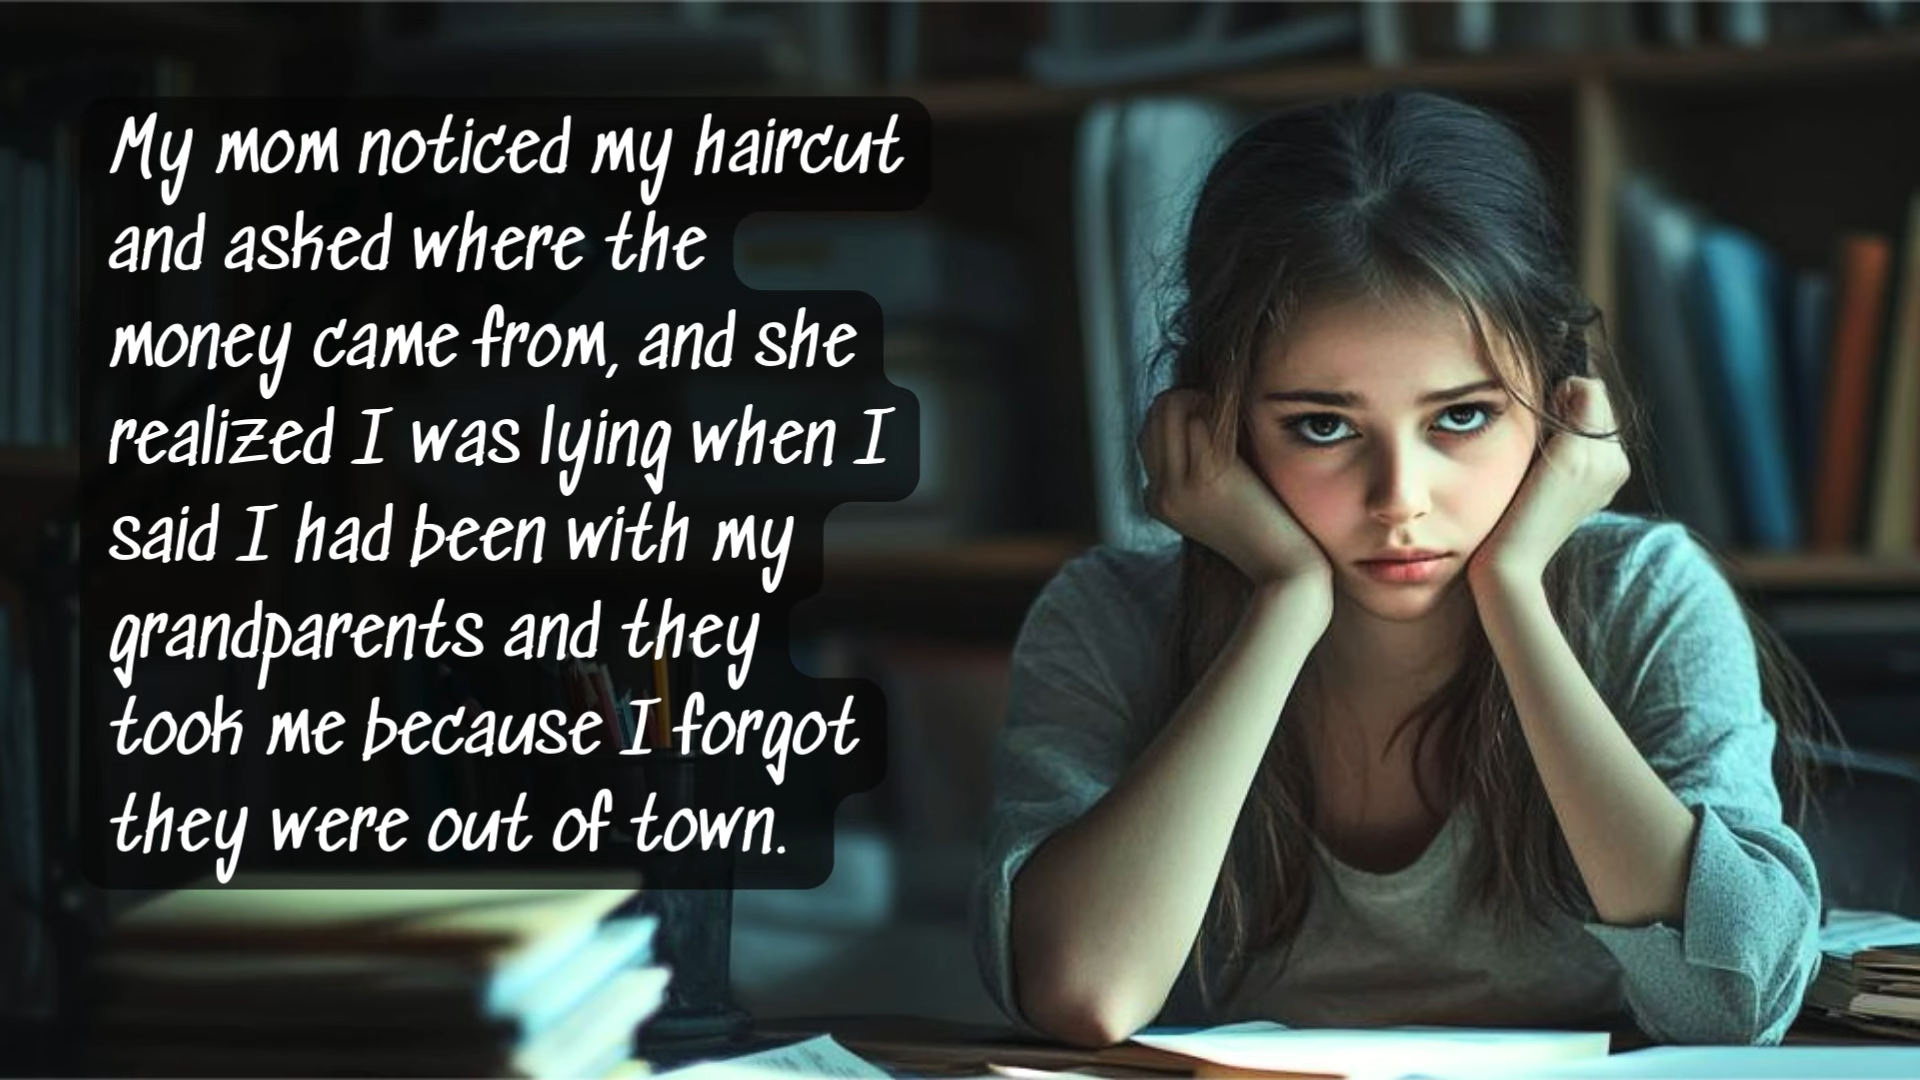 My mom noticed my haircut
and asked where the
money came from, and she
realized I was lying when I
said I had been with my
grandparents and they
took me because I forgot
they were out of town.